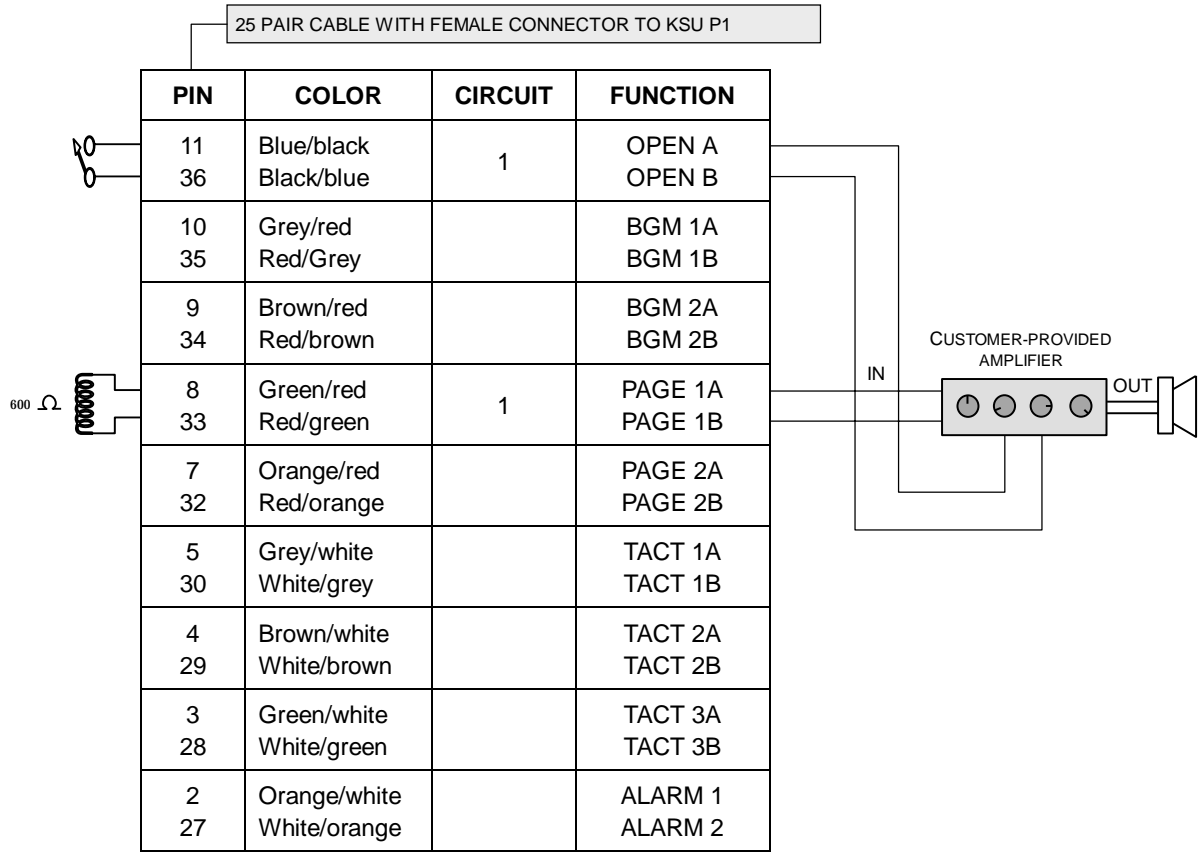 25 PAIR CABLE WITH FEMALE CONNECTOR TO KSU P1
PIN COLOR CIRCUIT FUNCTION
11 Blue/black 1 OPEN A
36 Black/blue OPEN B
10 Grey/red BGM 1A
35 Red/Grey BGM 1B
9 Brown/red BGM 2A
34 Red/brown BGM 2B
8 Green/red 1 PAGE 1A
33 Red/green PAGE 1B
7 Orange/red PAGE 2A
32 Red/orange PAGE 2B
5 Grey/white TACT 1A
30 White/grey TACT 1B
4 Brown/white TACT 2A
29 White/brown TACT 2B
3 Green/white TACT 3A
28 White/green TACT 3B
2 Orange/white ALARM 1
27 White/orange ALARM 2
600 Ω
IN
CUSTOMER-PROVIDED
AMPLIFIER
OUT